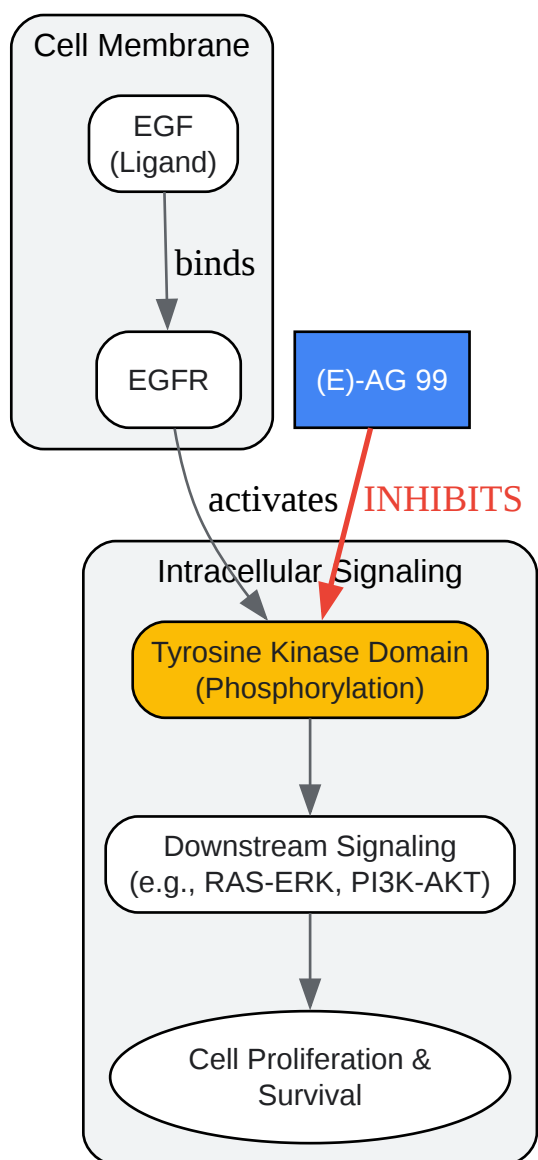 Cell Membrane
EGF
(Ligand)
binds
EGFR
(E)-AG 99
activates
INHIBITS
Intracellular Signaling
Tyrosine Kinase Domain
(Phosphorylation)
Downstream Signaling
(e.g., RAS-ERK, PI3K-AKT)
Cell Proliferation &
Survival